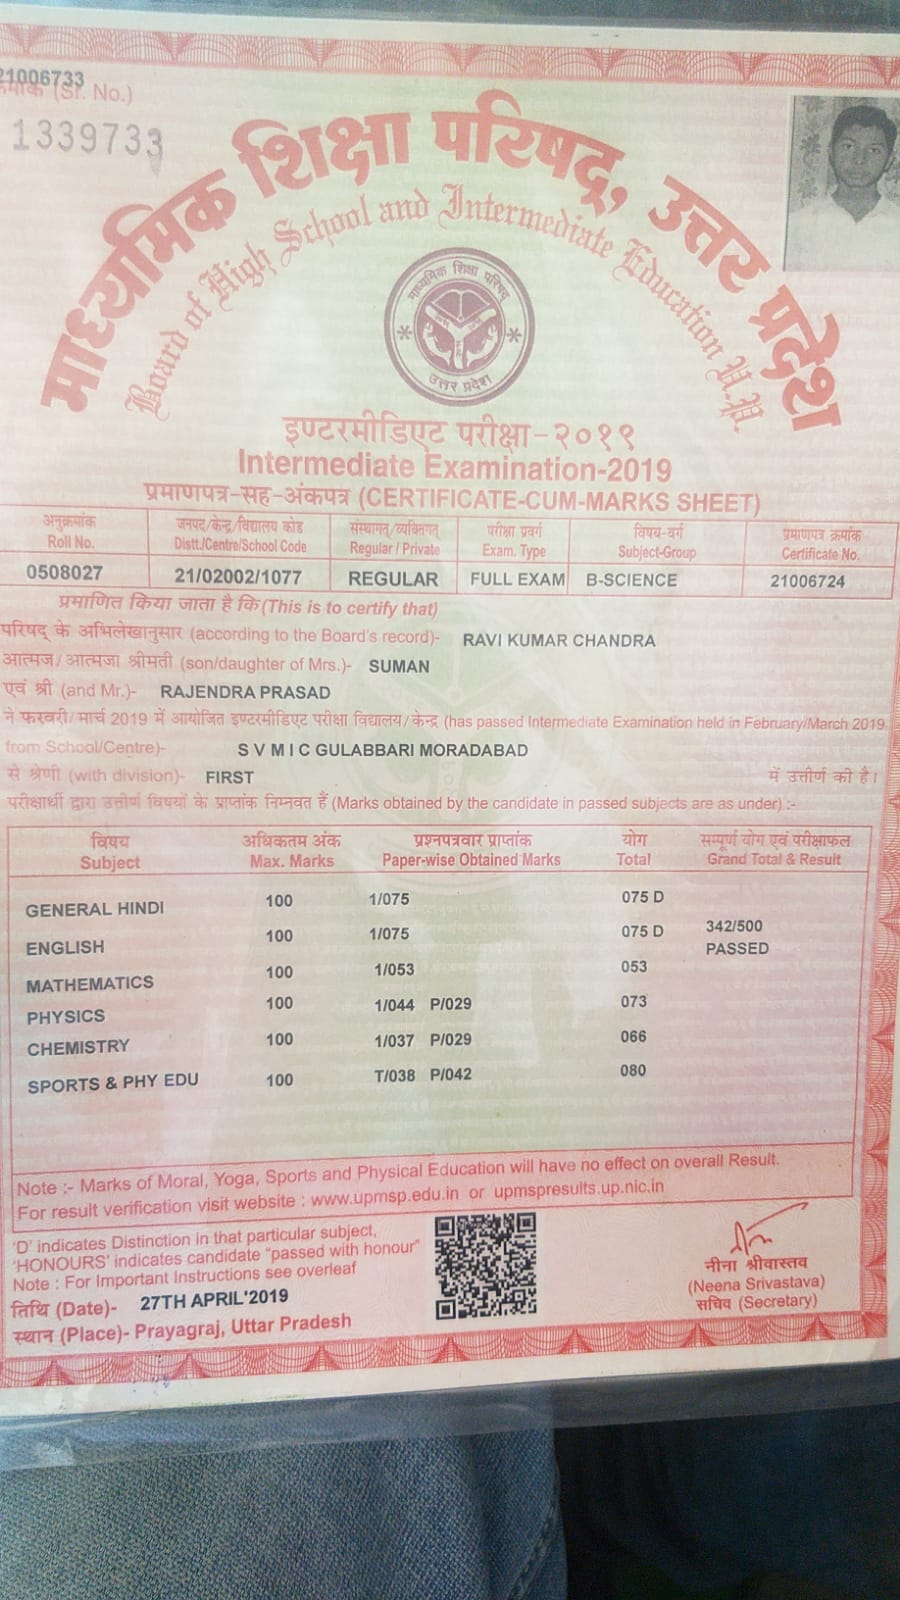 21006733
क्रमांक (Sr. No.)
1339733
माध्यमिक शिक्षा परिषद्, उत्तर प्रदेश
Board of High School and Intermediate Education U.P.
माध्यमिक शिक्षा परिषद्
उत्तर प्रदेश
इण्टरमीडिएट परीक्षा-२०१९
Intermediate Examination-2019
प्रमाणपत्र-सह-अंकपत्र (CERTIFICATE-CUM-MARKS SHEET)
अनुक्रमांक जनपद/केन्द्र/विद्यालय कोड संस्थागत्/व्यक्तिगत् परीक्षा प्रवर्ग विषय-वर्ग प्रमाणपत्र क्रमांक
Roll No. Distt./Centre/School Code Regular / Private Exam. Type Subject-Group Certificate No.
0508027 21/02002/1077 REGULAR FULL EXAM B-SCIENCE 21006724
प्रमाणित किया जाता है कि (This is to certify that)
परिषद् के अभिलेखानुसार (according to the Board's record)- RAVI KUMAR CHANDRA
आत्मज/आत्मजा श्रीमती (son/daughter of Mrs.)- SUMAN
एवं श्री (and Mr.)- RAJENDRA PRASAD
ने फरवरी/मार्च 2019 में आयोजित इण्टरमीडिएट परीक्षा विद्यालय/केन्द्र (has passed Intermediate Examination held in February/March 2019
from School/Centre)- S V M I C GULABBARI MORADABAD
से श्रेणी (with division)- FIRST में उत्तीर्ण की है।
परीक्षार्थी द्वारा उत्तीर्ण विषयों के प्राप्तांक निम्नवत हैं (Marks obtained by the candidate in passed subjects are as under) :-
विषय अधिकतम अंक प्रश्नपत्रवार प्राप्तांक योग सम्पूर्ण योग एवं परीक्षाफल
Subject Max. Marks Paper-wise Obtained Marks Total Grand Total & Result
GENERAL HINDI 100 1/075 075 D
ENGLISH 100 1/075 075 D 342/500
PASSED
MATHEMATICS 100 1/053 053
PHYSICS 100 1/044 P/029 073
CHEMISTRY 100 1/037 P/029 066
SPORTS & PHY EDU 100 T/038 P/042 080
Note :- Marks of Moral, Yoga, Sports and Physical Education will have no effect on overall Result.
For result verification visit website : www.upmsp.edu.in or upmspresults.up.nic.in
'D' indicates Distinction in that particular subject,
'HONOURS' indicates candidate "passed with honour"
Note : For Important Instructions see overleaf
तिथि (Date)- 27TH APRIL'2019
स्थान (Place)- Prayagraj, Uttar Pradesh
नीना श्रीवास्तव
(Neena Srivastava)
सचिव (Secretary)